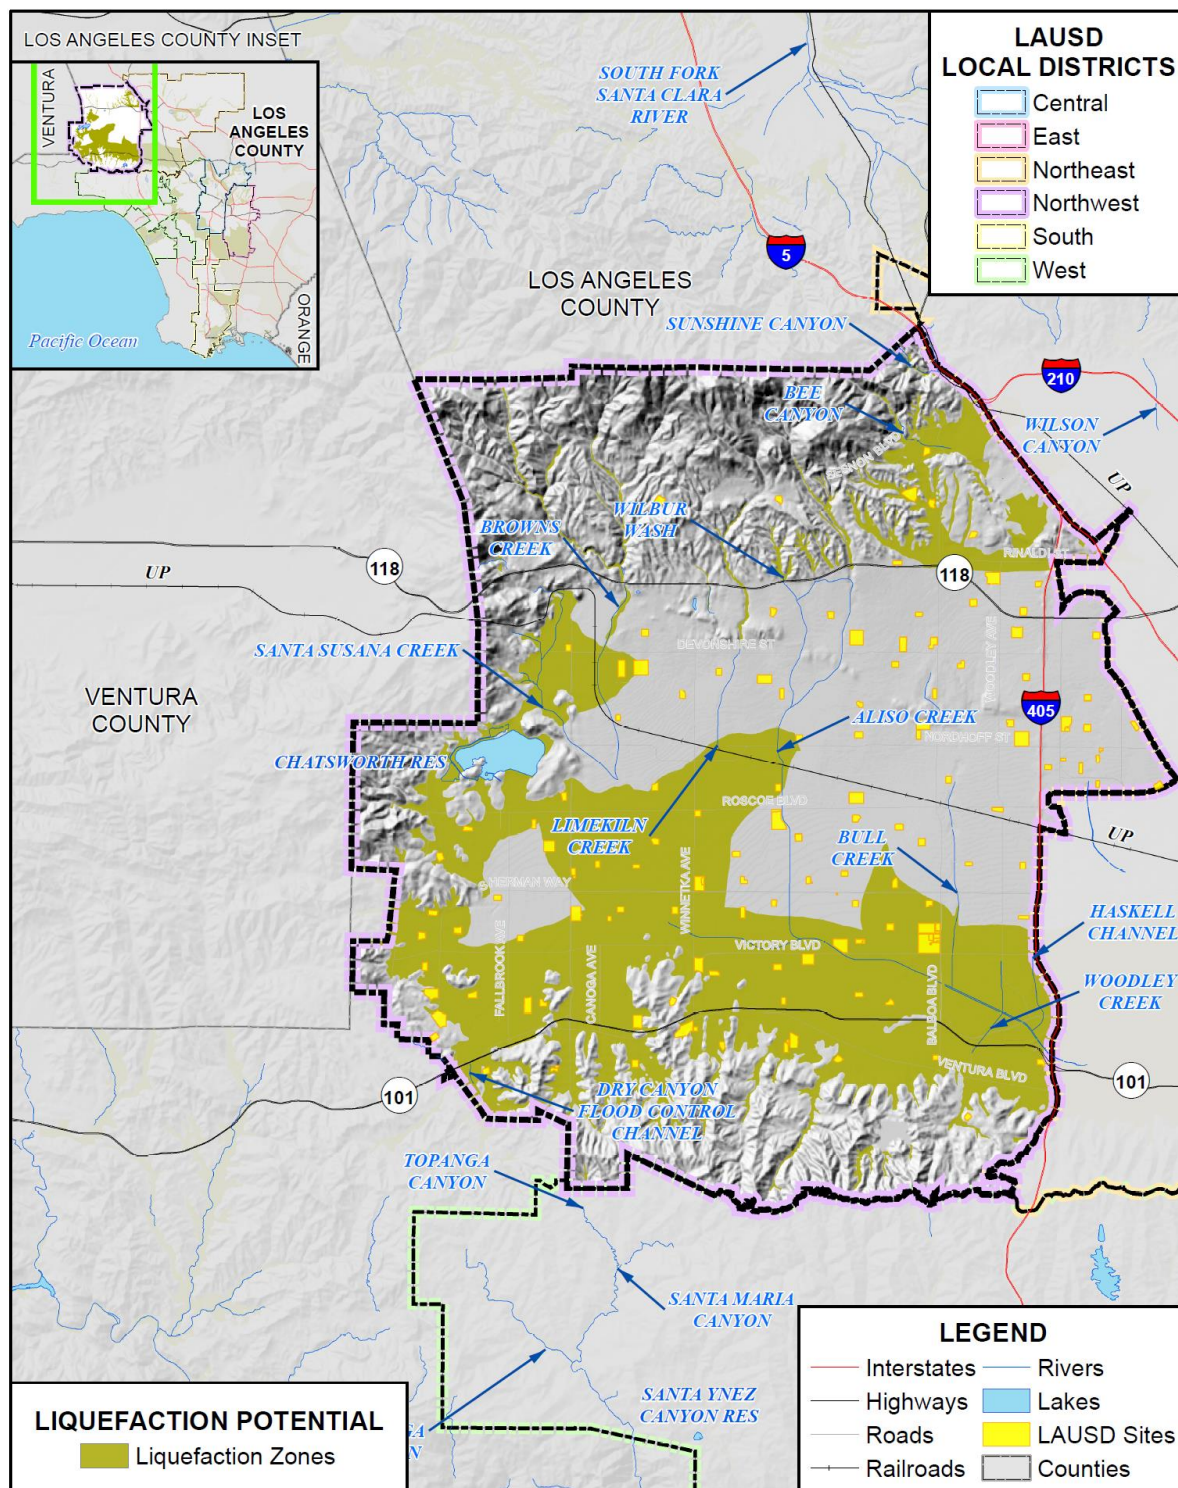 LOS ANGELES COUNTY INSET
VENTURA
LOS
ANGELES
COUNTY
ORANGE
Pacific Ocean
LAUSD
LOCAL DISTRICTS
Central
East
Northeast
Northwest
South
West
SOUTH FORK
SANTA CLARA
RIVER
5
LOS ANGELES
COUNTY
SUNSHINE CANYON
210
BEE
CANYON
WILSON
CANYON
SESNON BLVD
UP
WILBUR
WASH
BROWNS
CREEK
RINALDI ST
118
UP
118
DEVONSHIRE ST
WOODLEY AVE
SANTA SUSANA CREEK
VENTURA
COUNTY
405
ALISO CREEK
NORDHOFF ST
CHATSWORTH RES
ROSCOE BLVD
LIMEKILN
CREEK
BULL
CREEK
UP
SHERMAN WAY
WINNETKA AVE
HASKELL
CHANNEL
FALLBROOK AVE
CANOGA AVE
VICTORY BLVD
BALBOA BLVD
WOODLEY
CREEK
VENTURA BLVD
101
101
DRY CANYON
FLOOD CONTROL
CHANNEL
TOPANGA
CANYON
SANTA MARIA
CANYON
SANTA YNEZ
CANYON RES
GA
N
LIQUEFACTION POTENTIAL
Liquefaction Zones
LEGEND
Interstates
Rivers
Highways
Lakes
Roads
LAUSD Sites
Railroads
Counties